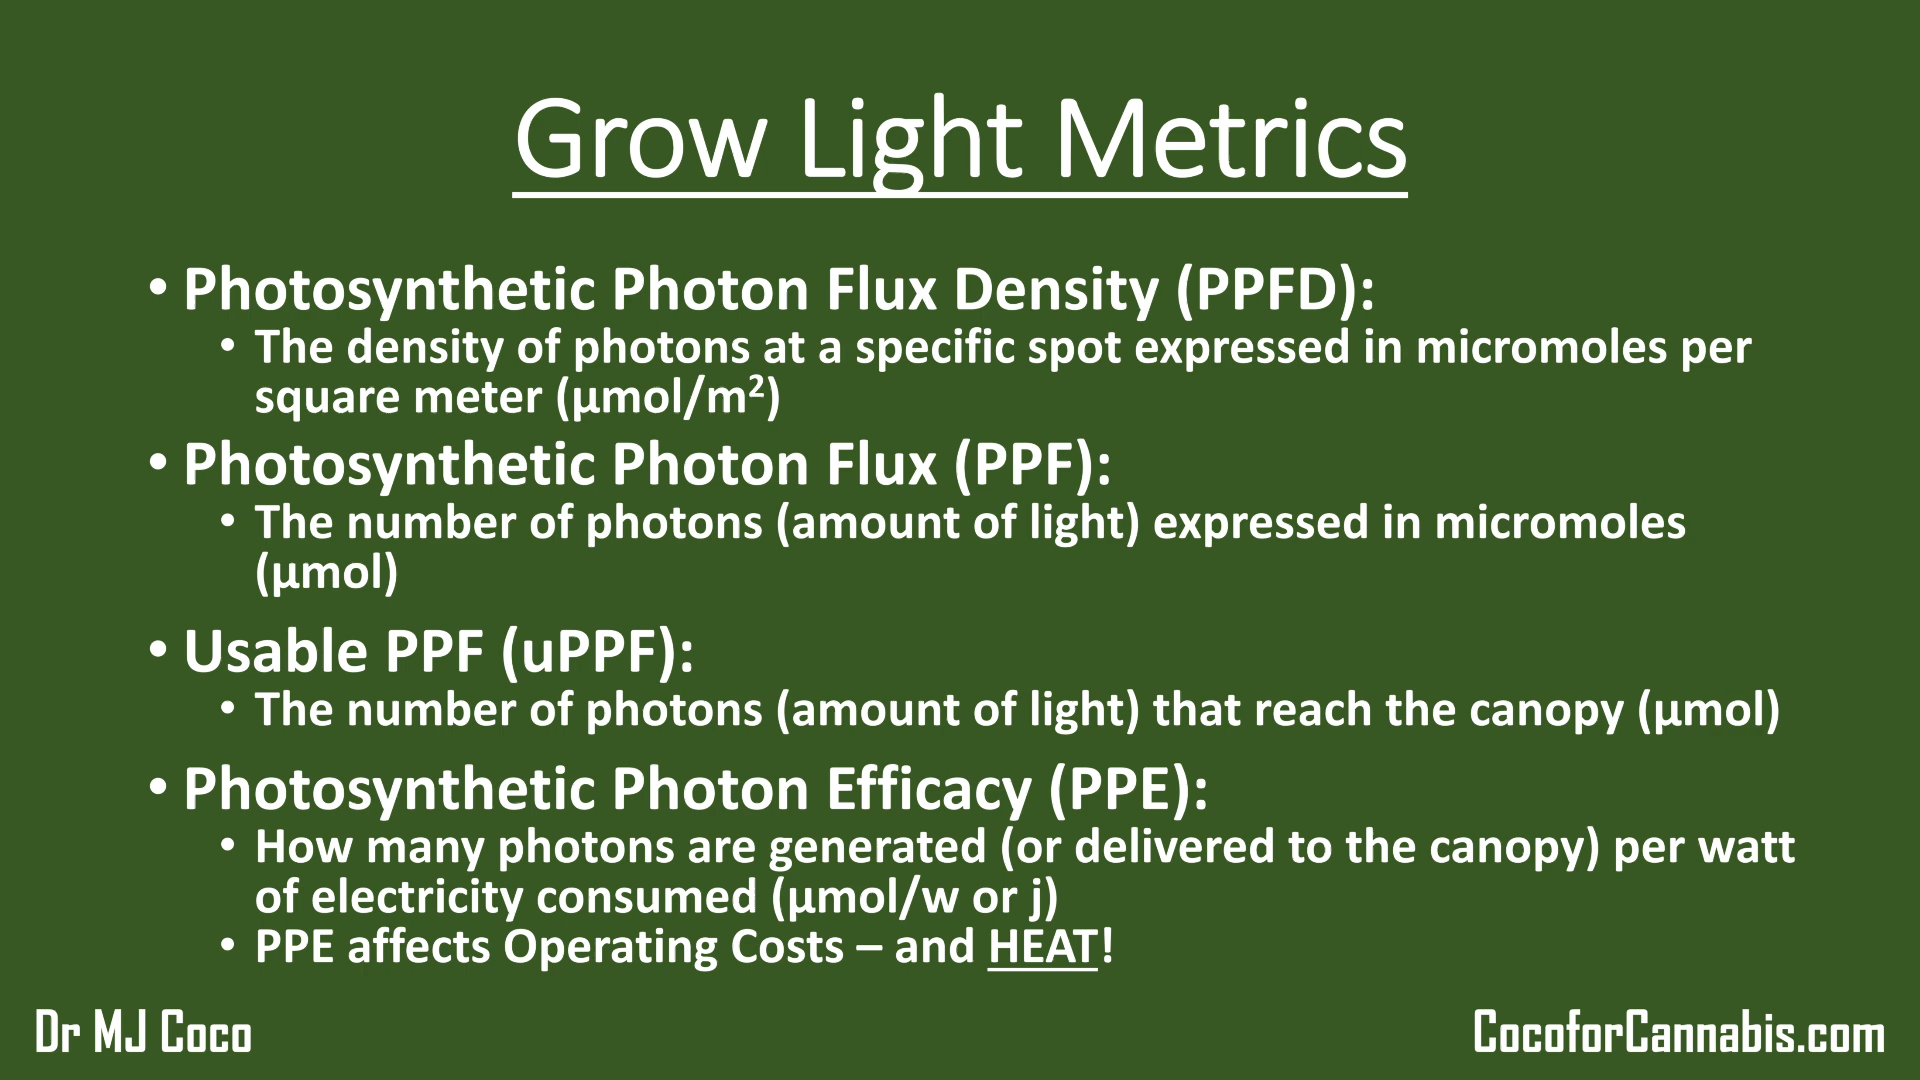 Grow Light Metrics
• Photosynthetic Photon Flux Density (PPFD):
• The density of photons at a specific spot expressed in micromoles per
square meter (µmol/m²)
• Photosynthetic Photon Flux (PPF):
• The number of photons (amount of light) expressed in micromoles
(µmol)
• Usable PPF (uPPF):
• The number of photons (amount of light) that reach the canopy (µmol)
• Photosynthetic Photon Efficacy (PPE):
• How many photons are generated (or delivered to the canopy) per watt
of electricity consumed (µmol/w or j)
• PPE affects Operating Costs – and HEAT!
Dr MJ Coco
CocoforCannabis.com